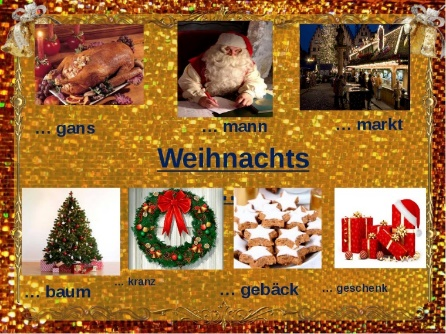 ... gans
... mann
... markt
Weihnachts
...
... baum
... kranz
... gebäck
... geschenk